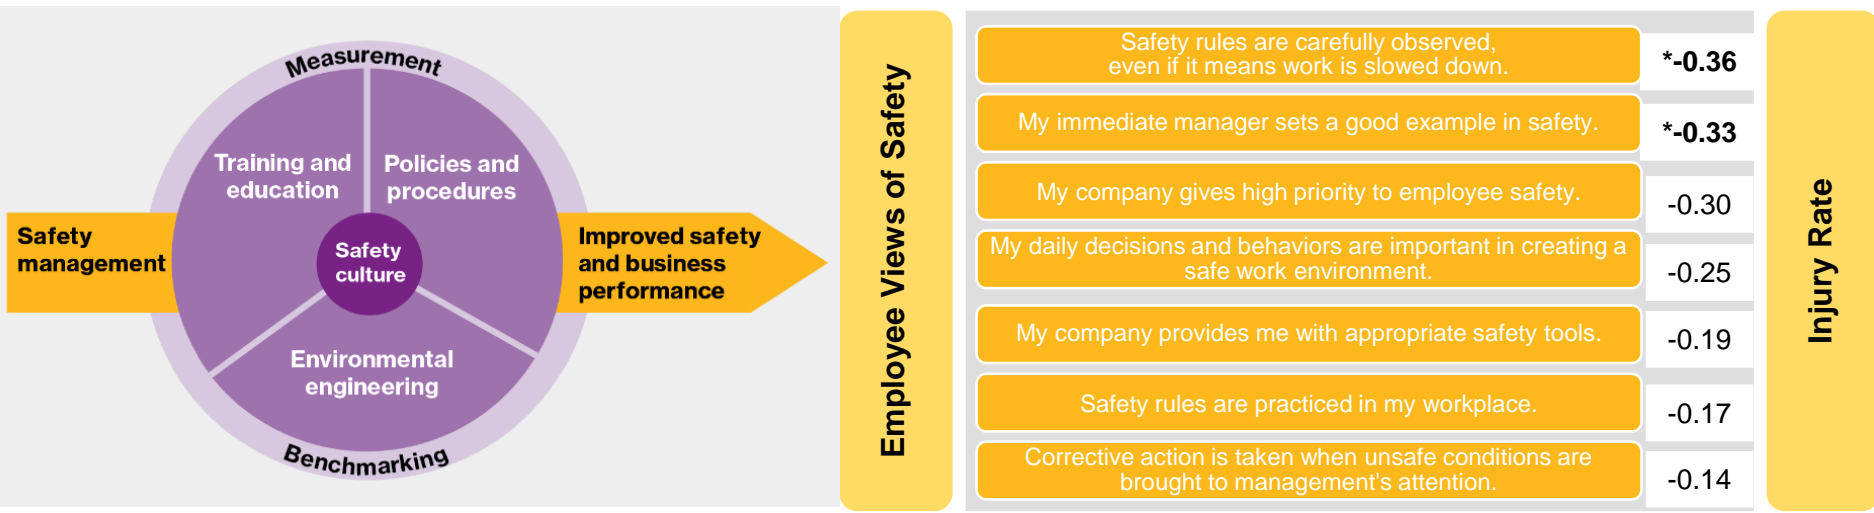 Measurement
Training and
education
Policies and
procedures
Safety
management
Safety
culture
Improved safety
and business
performance
Environmental
engineering
Benchmarking
Employee Views of Safety
Safety rules are carefully observed,
even if it means work is slowed down.
*-0.36
My immediate manager sets a good example in safety.
*-0.33
My company gives high priority to employee safety.
-0.30
My daily decisions and behaviors are important in creating a
safe work environment.
-0.25
My company provides me with appropriate safety tools.
-0.19
Safety rules are practiced in my workplace.
-0.17
Corrective action is taken when unsafe conditions are
brought to management's attention.
-0.14
Injury Rate